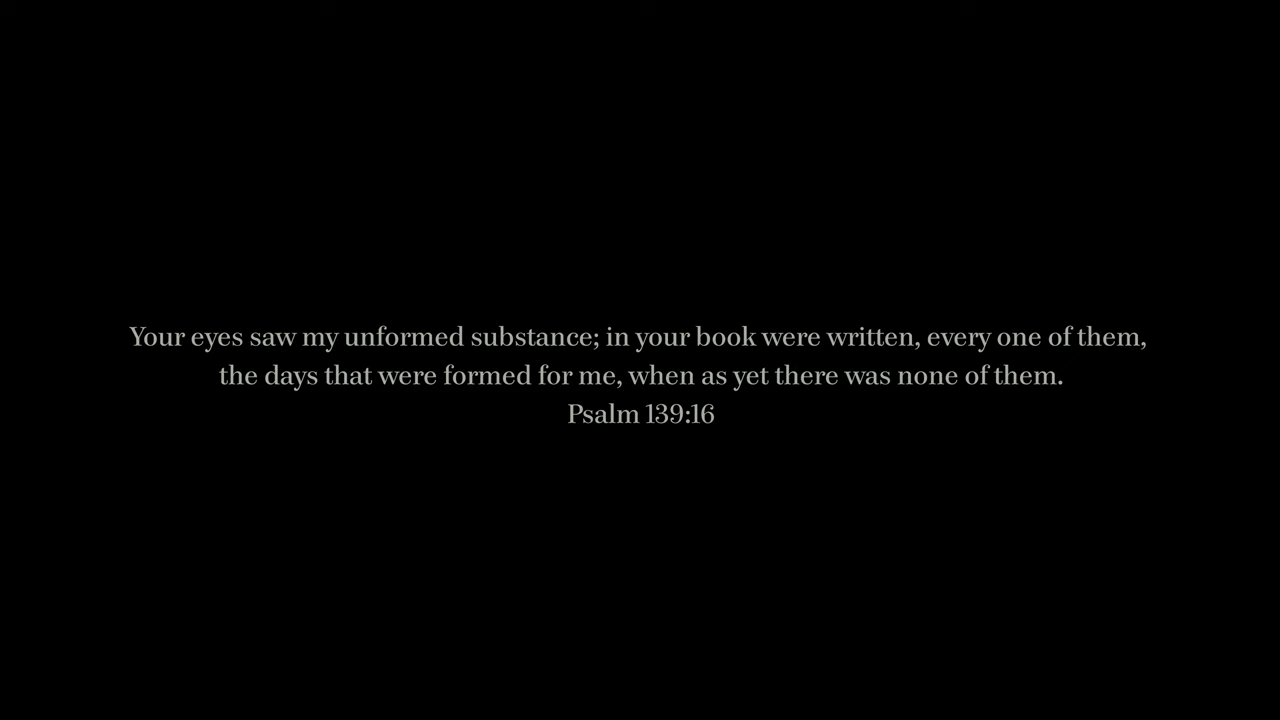 Your eyes saw my unformed substance; in your book were written, every one of them,
the days that were formed for me, when as yet there was none of them.
Psalm 139:16